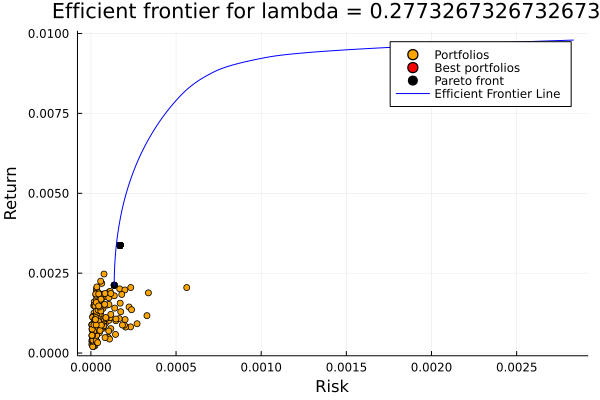 Efficient frontier for lambda = 0.2773267326732673
0.0100
0.0075
0.0050
0.0025
0.0000
Return
Portfolios
Best portfolios
Pareto front
Efficient Frontier Line
0.0000 0.0005 0.0010 0.0015 0.0020 0.0025
Risk